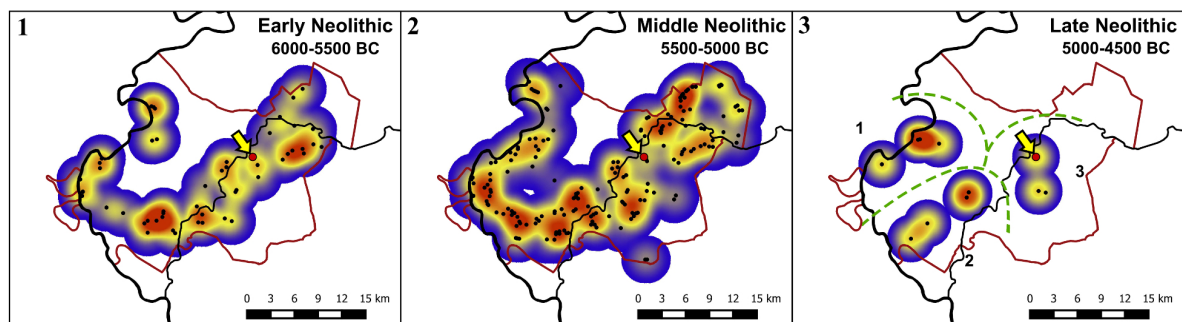 1
Early Neolithic
6000-5500 BC
0 3 6 9 12 15 km
2
Middle Neolithic
5500-5000 BC
0 3 6 9 12 15 km
3
Late Neolithic
5000-4500 BC
1
3
2
0 3 6 9 12 15 km